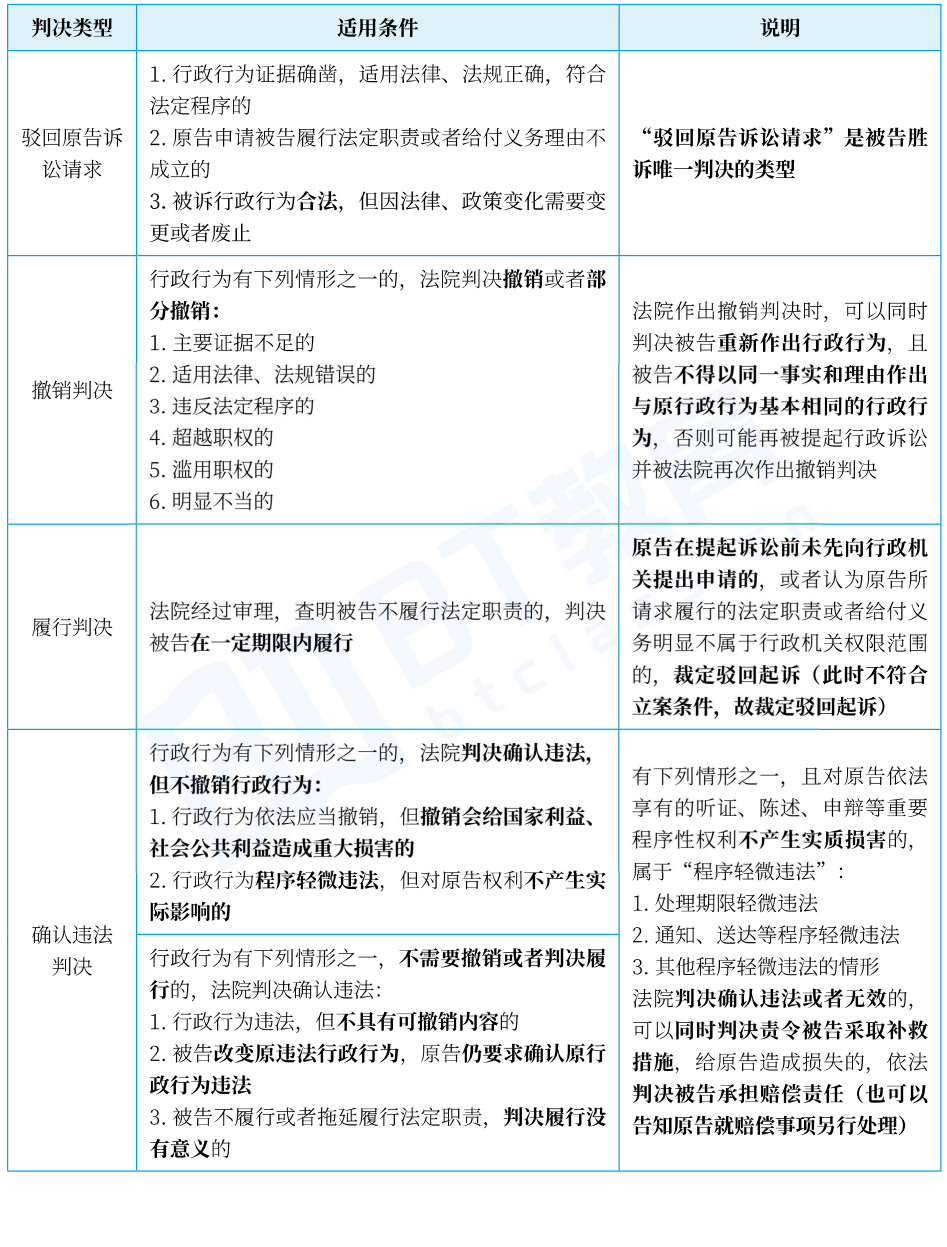 判决类型
适用条件
说明
驳回原告诉
讼请求
1. 行政行为证据确凿，适用法律、法规正确，符合
法定程序的
2. 原告申请被告履行法定职责或者给付义务理由不
成立的
3. 被诉行政行为合法，但因法律、政策变化需要变
更或者废止
“驳回原告诉讼请求”是被告胜
诉唯一判决的类型
撤销判决
行政行为有下列情形之一的，法院判决撤销或者部
分撤销：
1. 主要证据不足的
2. 适用法律、法规错误的
3. 违反法定程序的
4. 超越职权的
5. 滥用职权的
6. 明显不当的
法院作出撤销判决时，可以同时
判决被告重新作出行政行为，且
被告不得以同一事实和理由作出
与原行政行为基本相同的行政行
为，否则可能再被提起行政诉讼
并被法院再次作出撤销判决
履行判决
法院经过审理，查明被告不履行法定职责的，判决
被告在一定期限内履行
原告在提起诉讼前未先向行政机
关提出申请的，或者认为原告所
请求履行的法定职责或者给付义
务明显不属于行政机关权限范围
的，裁定驳回起诉（此时不符合
立案条件，故裁定驳回起诉）
确认违法
判决
行政行为有下列情形之一的，法院判决确认违法，
但不撤销行政行为：
1. 行政行为依法应当撤销，但撤销会给国家利益、
社会公共利益造成重大损害的
2. 行政行为程序轻微违法，但对原告权利不产生实
际影响的
行政行为有下列情形之一，不需要撤销或者判决履
行的，法院判决确认违法：
1. 行政行为违法，但不具有可撤销内容的
2. 被告改变原违法行政行为，原告仍要求确认原行
政行为违法
3. 被告不履行或者拖延履行法定职责，判决履行没
有意义的
有下列情形之一，且对原告依法
享有的听证、陈述、申辩等重要
程序性权利不产生实质损害的，
属于“程序轻微违法”：
1. 处理期限轻微违法
2. 通知、送达等程序轻微违法
3. 其他程序轻微违法的情形
法院判决确认违法或者无效的，
可以同时判决责令被告采取补救
措施，给原告造成损失的，依法
判决被告承担赔偿责任（也可以
告知原告就赔偿事项另行处理）
BT教育
btclass.cn